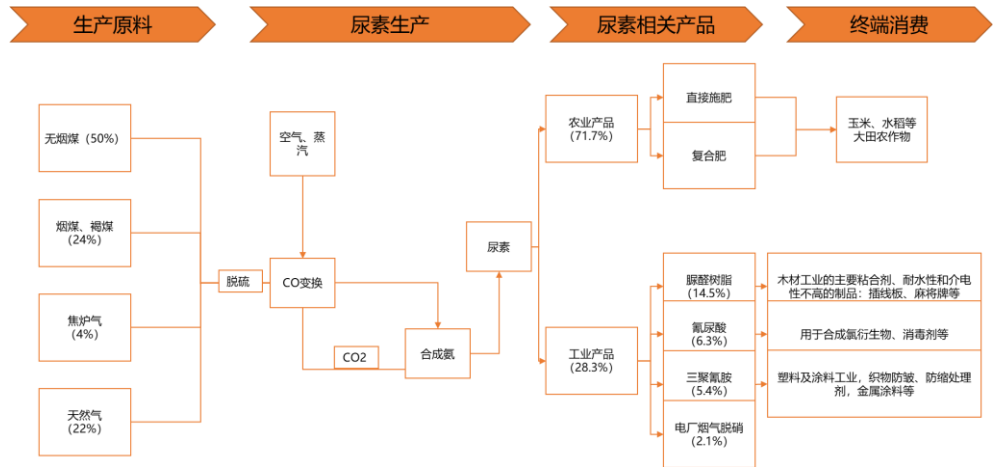 生产原料
尿素生产
尿素相关产品
终端消费
无烟煤（50%）
烟煤、褐煤
（24%）
焦炉气
（4%）
天然气
（22%）
空气、蒸
汽
脱硫
CO变换
CO2
合成氨
尿素
农业产品
（71.7%）
工业产品
（28.3%）
直接施肥
复合肥
脲醛树脂
（14.5%）
氰尿酸
（6.3%）
三聚氰胺
（5.4%）
电厂烟气脱硝
（2.1%）
玉米、水稻等
大田农作物
木材工业的主要粘合剂、耐水性和介电
性不高的制品：插线板、麻将牌等
用于合成氯衍生物、消毒剂等
塑料及涂料工业，织物防皱、防缩处理
剂，金属涂料等